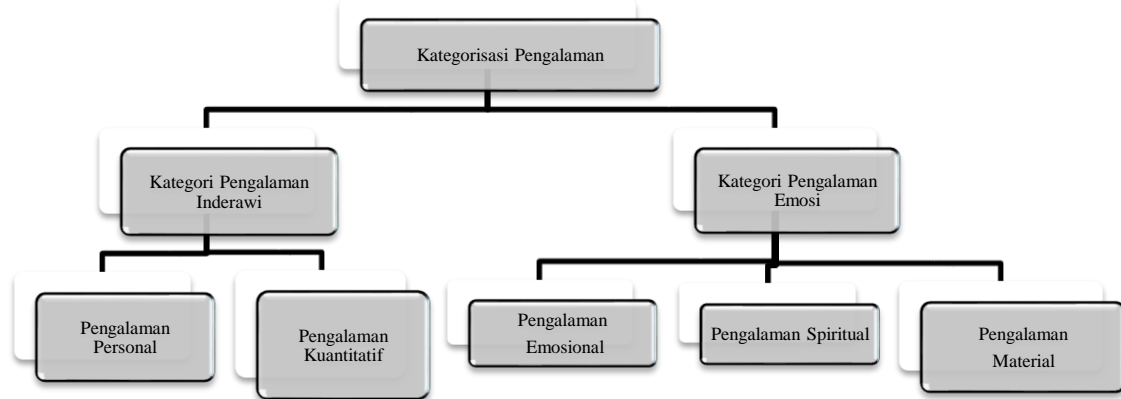 Kategorisasi Pengalaman
Kategori Pengalaman
Inderawi
Kategori Pengalaman
Emosi
Pengalaman
Personal
Pengalaman
Kuantitatif
Pengalaman
Emosional
Pengalaman Spiritual
Pengalaman
Material